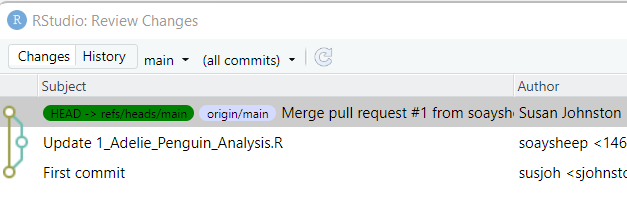 RStudio: Review Changes
Changes History main (all commits)
Subject Author
HEAD -> refs/heads/main origin/main Merge pull request #1 from soayshe Susan Johnston
Update 1_Adelie_Penguin_Analysis.R soaysheep <146
First commit susjoh <sjohnsto